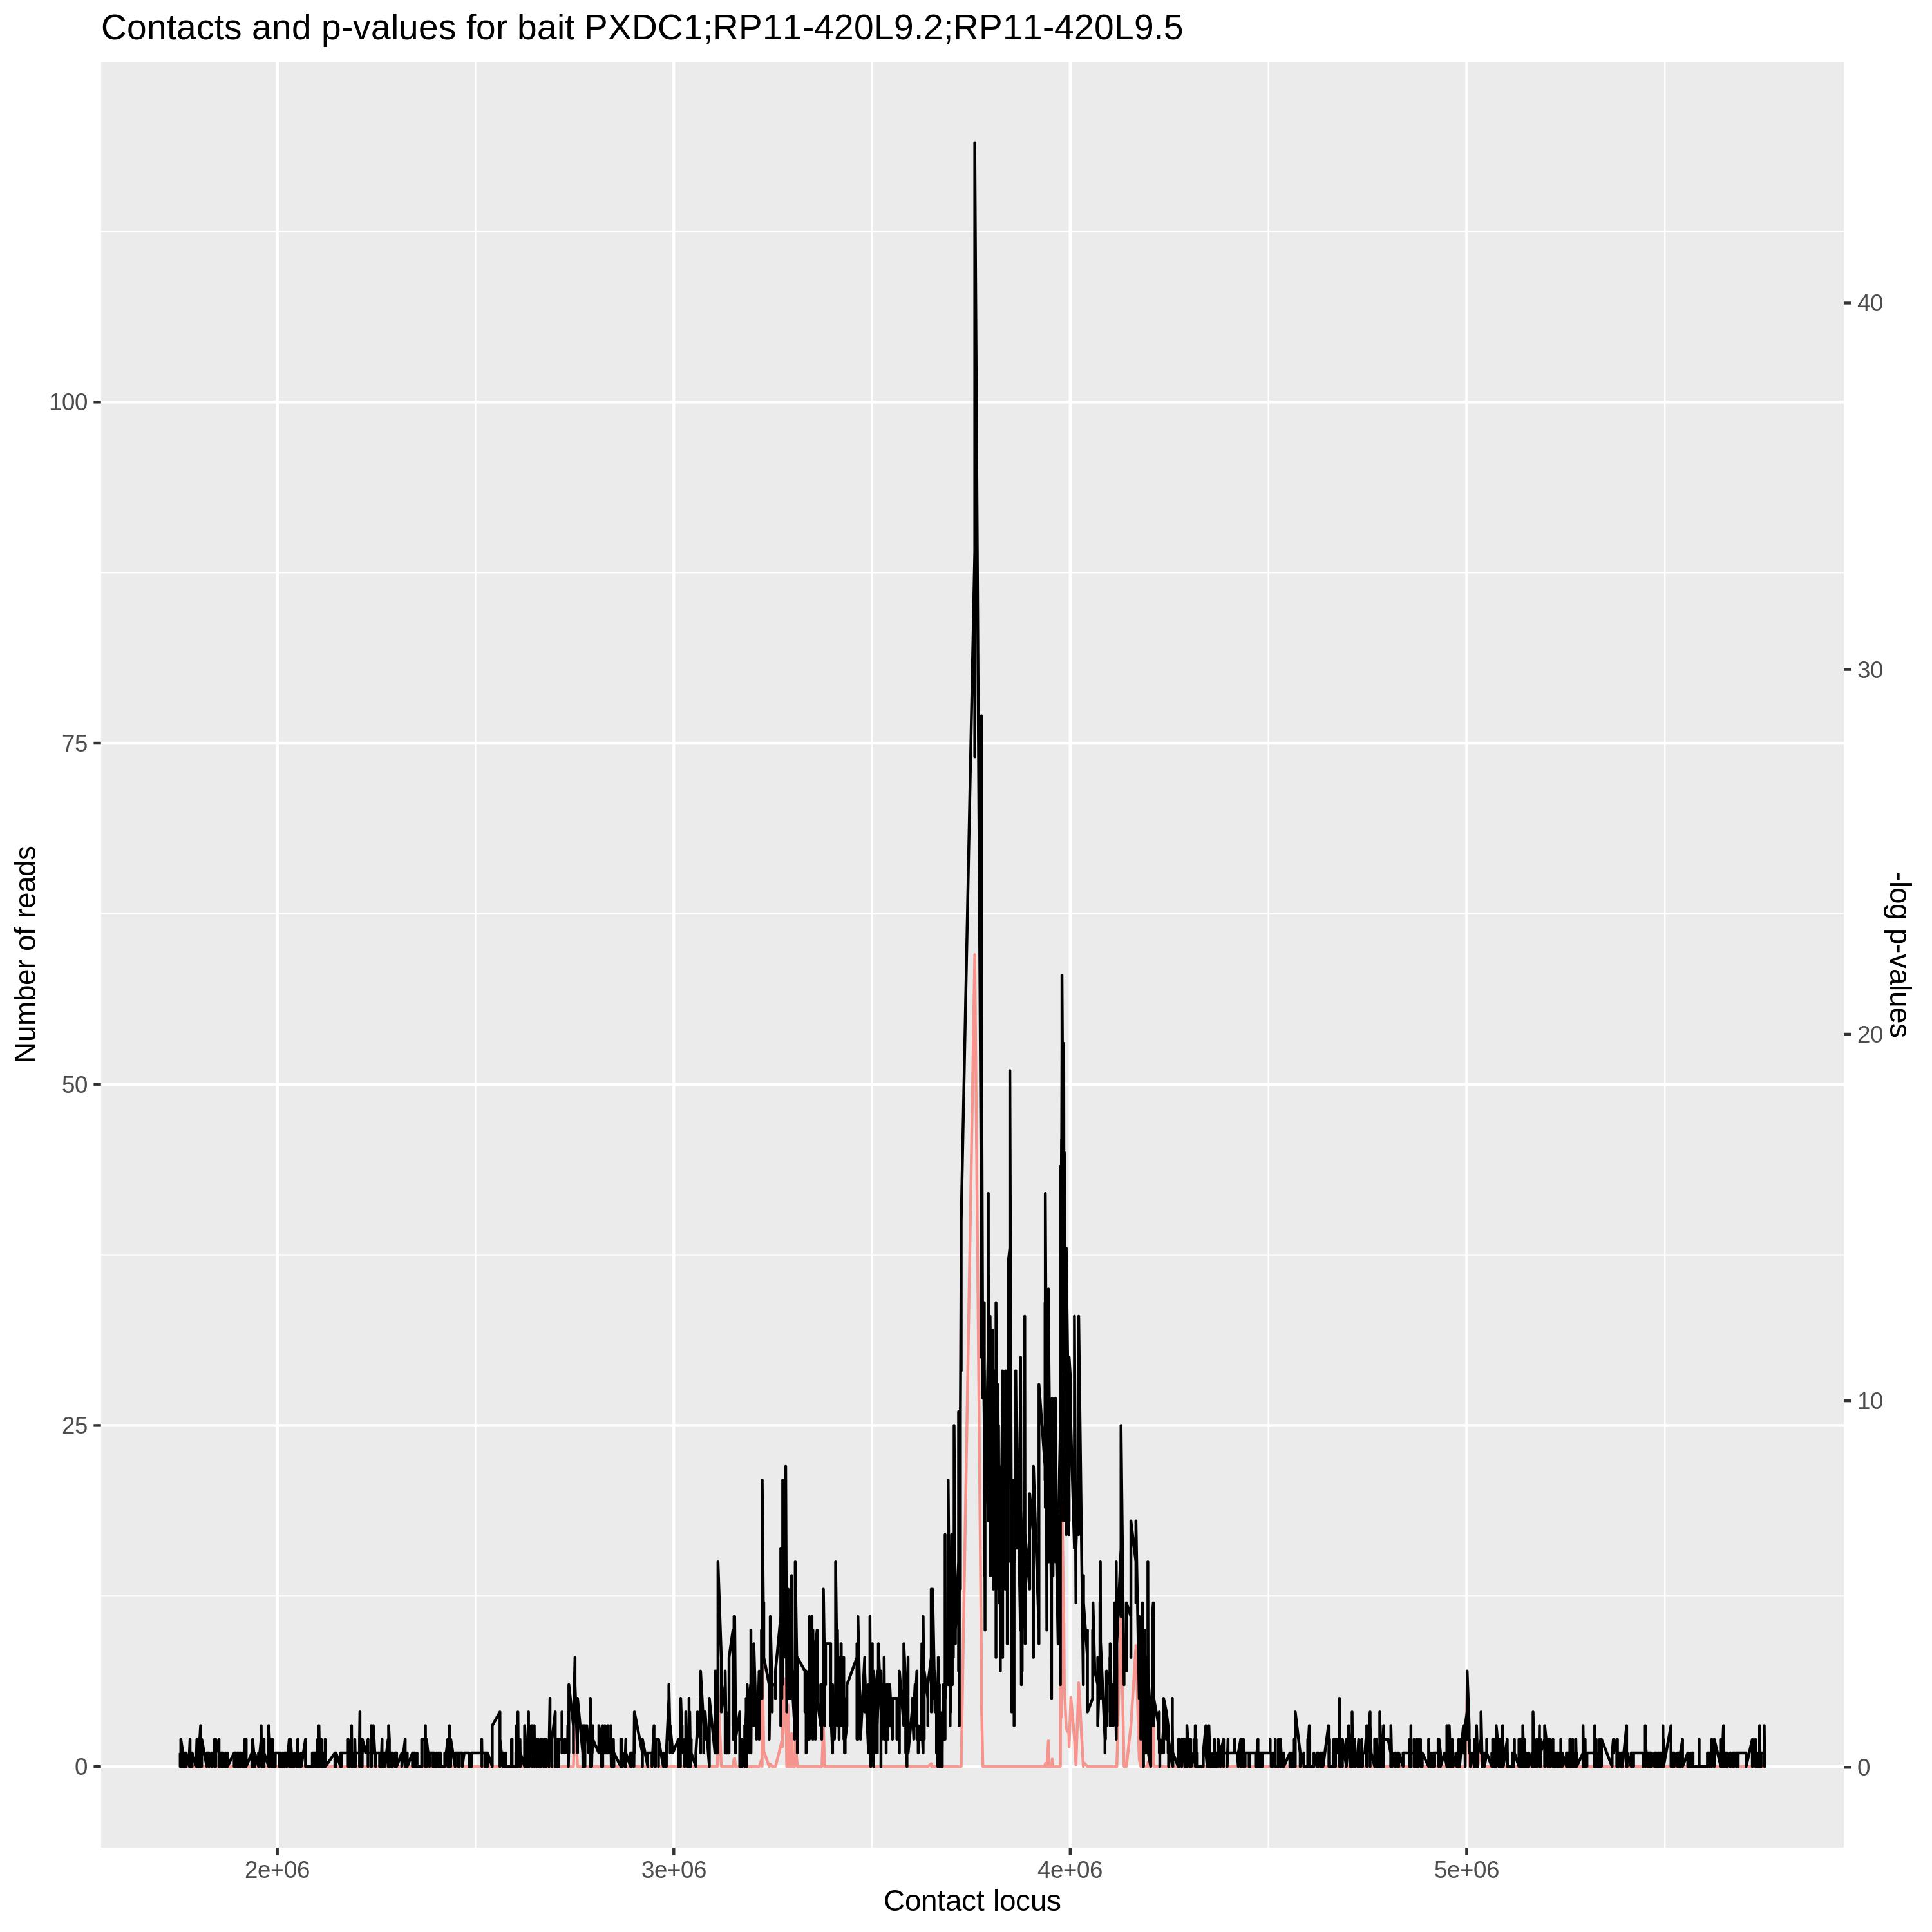 Contacts and p-values for bait PXDC1;RP11-420L9.2;RP11-420L9.5
100
75
50
25
0
Number of reads
40
30
20
10
0
-log p-values
2e+06
3e+06
4e+06
5e+06
Contact locus